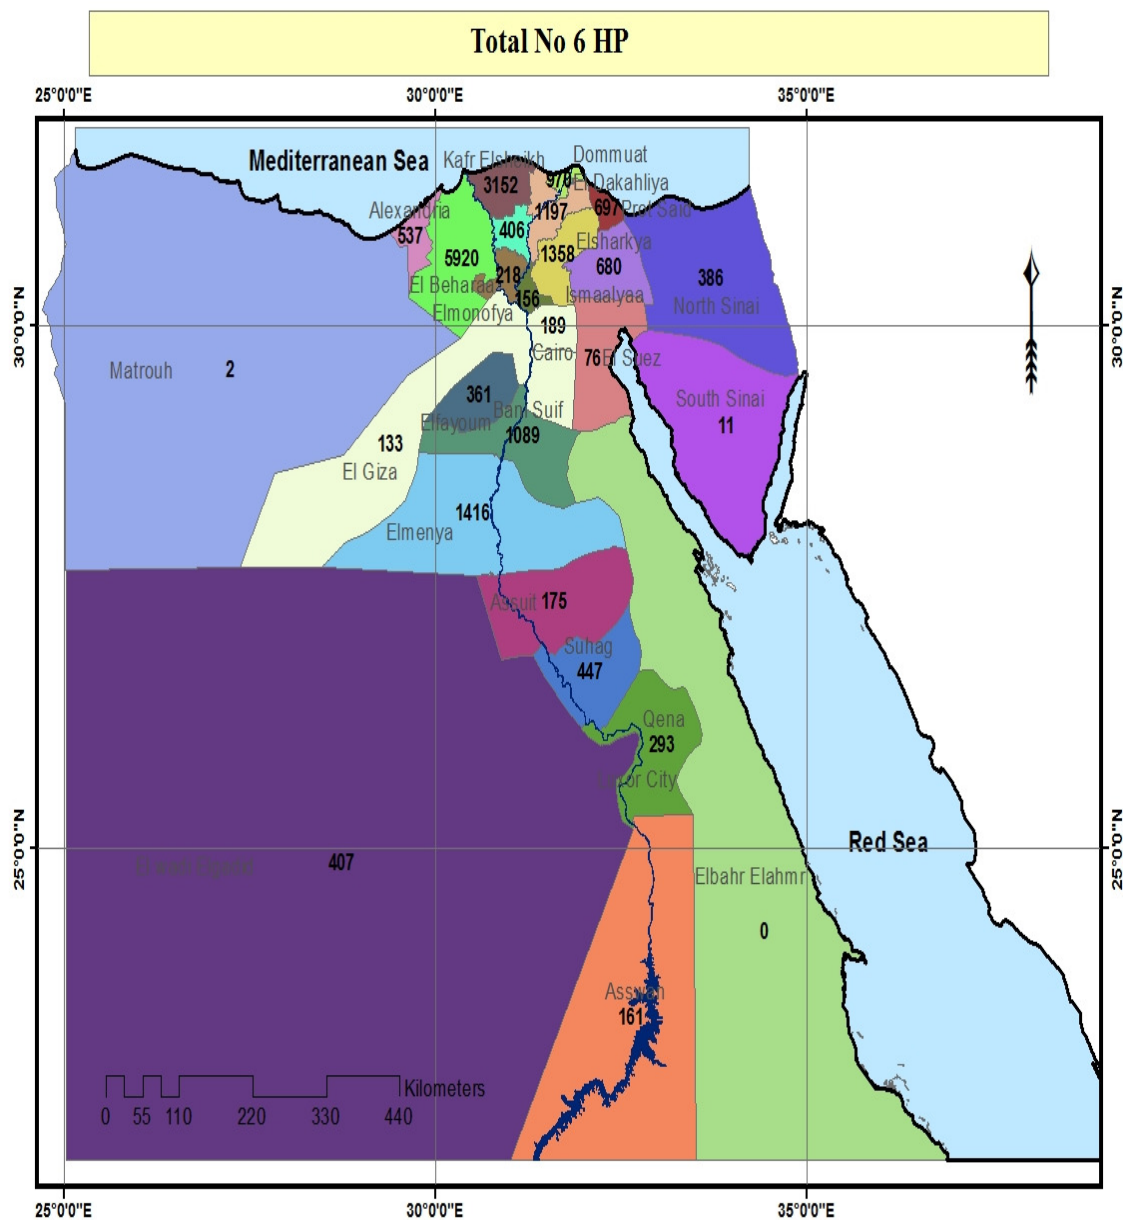 Total No 6 HP
25°0'0"E
30°0'0"E
35°0'0"E
Mediterranean Sea
Kafr Elsheikh
Dommuat
3152
970
El Dakahliya
Alexandria
1197
697
Prot Said
537
406
5920
1358
Elsharkya
218
680
386
El Beharaa
156
Ismaalyaa
North Sinai
Elmonofya
189
30°0'0"N
30°0'0"N
Cairo
76
El Suez
Matrouh
2
361
South Sinai
Bani Suif
11
Elfayoum
1089
133
El Giza
1416
Elmenya
Assuit
175
Suhag
447
Qena
293
City
25°0'0"N
25°0'0"N
Red Sea
407
Elbahr Elahmr
0
Asswan
161
Kilometers
0 55 110 220 330 440
25°0'0"E
30°0'0"E
35°0'0"E